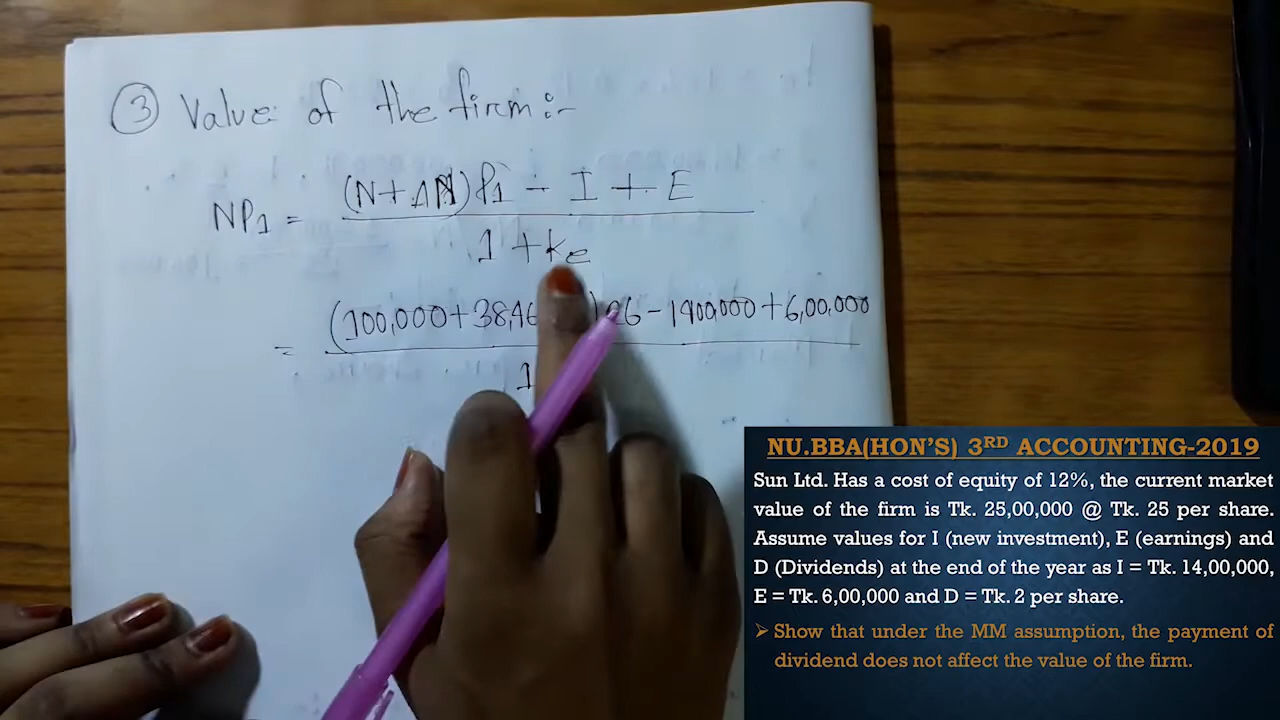 ③ Value of the firm:-
NP1 = (N+ΔN)P1 - I + E
1 + ke
= (100,000+38,46 )26 - 1400,000 + 6,00,000
1
NU.BBA(HON'S) 3RD ACCOUNTING-2019
Sun Ltd. Has a cost of equity of 12%, the current market
value of the firm is Tk. 25,00,000 @ Tk. 25 per share.
Assume values for I (new investment), E (earnings) and
D (Dividends) at the end of the year as I = Tk. 14,00,000,
E = Tk. 6,00,000 and D = Tk. 2 per share.
➢ Show that under the MM assumption, the payment of
dividend does not affect the value of the firm.